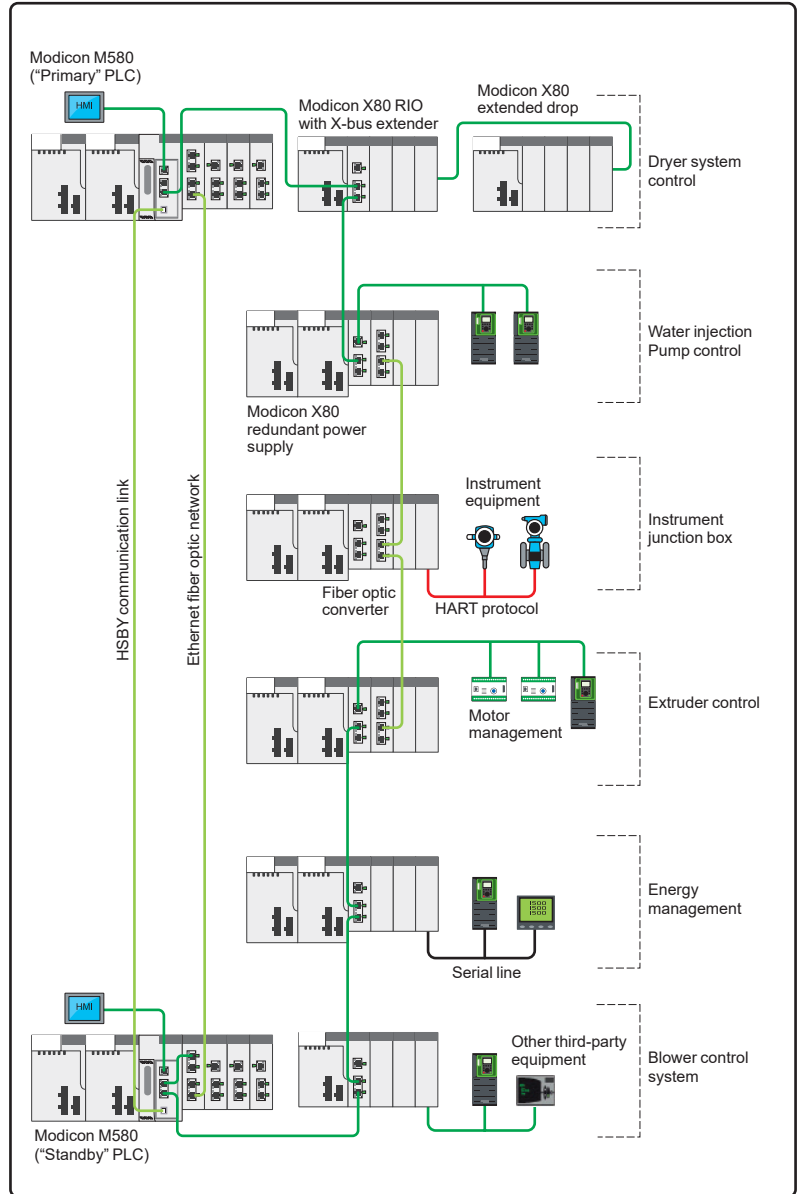 Modicon M580
(“Primary” PLC)
HMI
Modicon X80 RIO
with X-bus extender
Modicon X80
extended drop
Dryer system
control
Water injection
Pump control
Modicon X80
redundant power
supply
HSBY communication link
Ethernet fiber optic network
Instrument
equipment
Instrument
junction box
Fiber optic
converter
HART protocol
Motor
management
Extruder control
1500
1500
1500
Energy
management
Serial line
HMI
Other third-party
equipment
Blower control
system
Modicon M580
(“Standby” PLC)